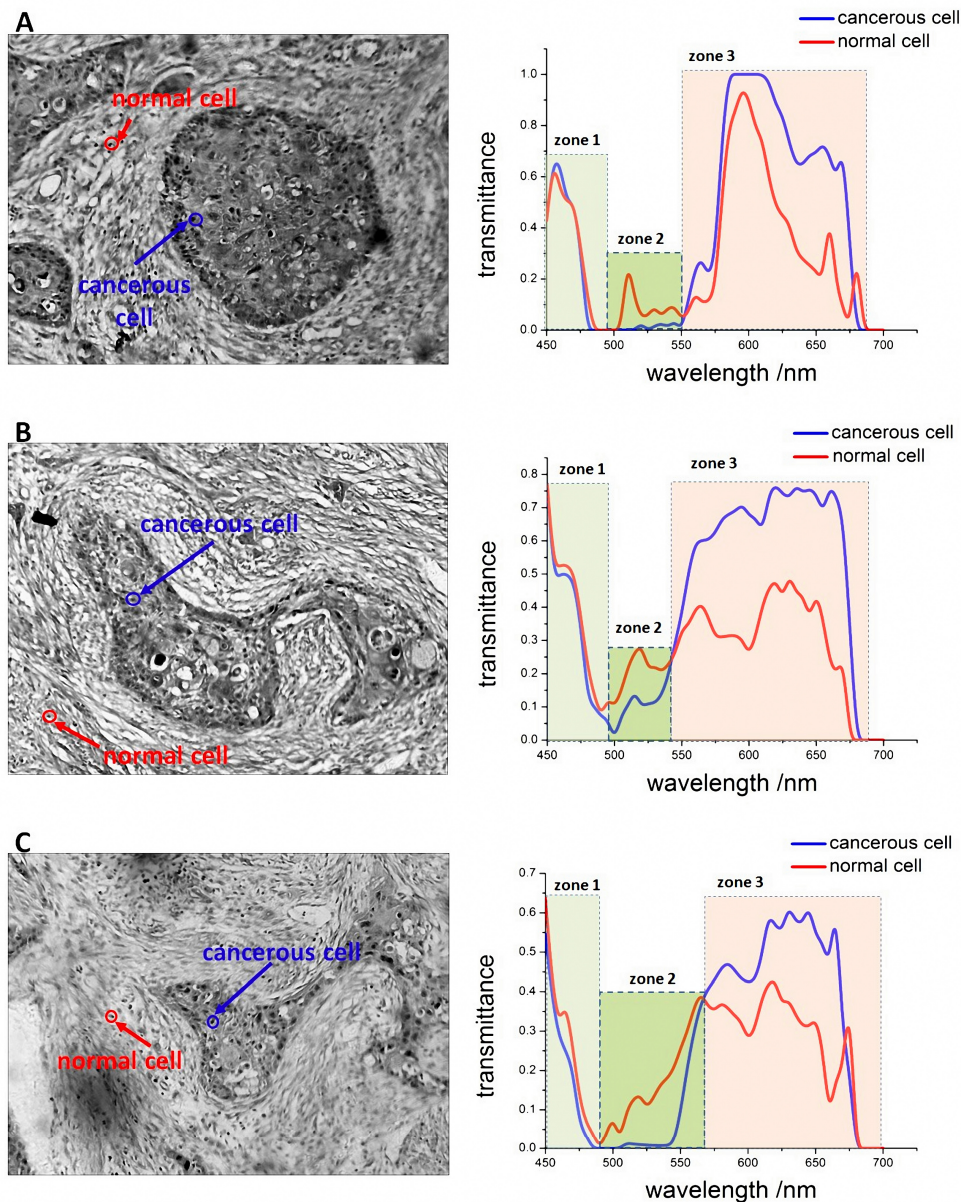 A
normal cell
cancerous
cell
cancerous cell
normal cell
zone 1
zone 2
zone 3
1.0
0.8
0.6
0.4
0.2
0.0
transmittance
450
500
550
600
650
700
wavelength /nm
B
cancerous cell
normal cell
cancerous cell
normal cell
zone 1
zone 2
zone 3
0.8
0.7
0.6
0.5
0.4
0.3
0.2
0.1
0.0
transmittance
450
500
550
600
650
700
wavelength /nm
C
cancerous cell
normal cell
cancerous cell
normal cell
zone 1
zone 2
zone 3
0.7
0.6
0.5
0.4
0.3
0.2
0.1
0.0
transmittance
450
500
550
600
650
700
wavelength /nm